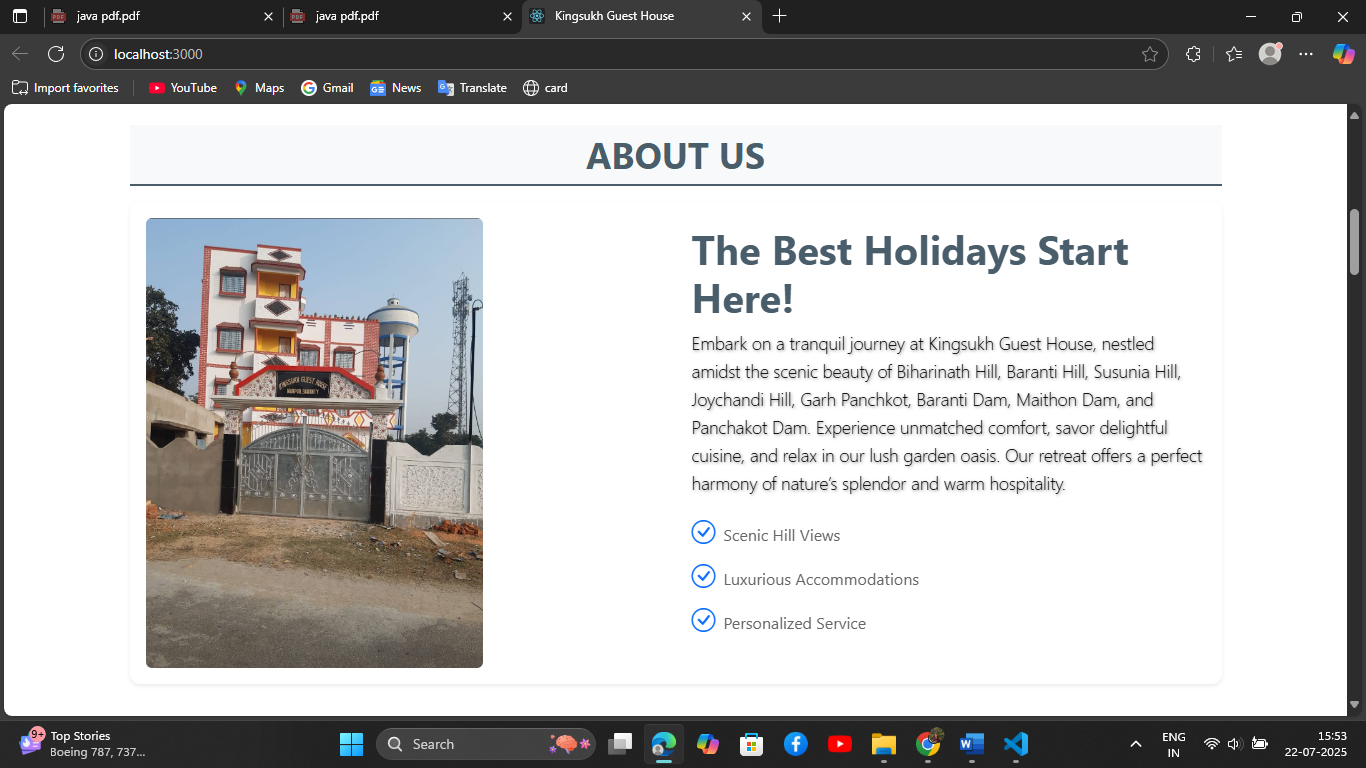 java pdf.pdf
java pdf.pdf
Kingsukh Guest House
localhost:3000
Import favorites
YouTube
Maps
Gmail
News
Translate
card
ABOUT US
KINGSUKH GUEST HOUSE
The Best Holidays Start
Here!
Embark on a tranquil journey at Kingsukh Guest House, nestled
amidst the scenic beauty of Biharinath Hill, Baranti Hill, Susunia Hill,
Joychandi Hill, Garh Panchkot, Baranti Dam, Maithon Dam, and
Panchakot Dam. Experience unmatched comfort, savor delightful
cuisine, and relax in our lush garden oasis. Our retreat offers a perfect
harmony of nature’s splendor and warm hospitality.
Scenic Hill Views
Luxurious Accommodations
Personalized Service
9+
Top Stories
Boeing 787, 737...
Search
ENG
IN
15:53
22-07-2025